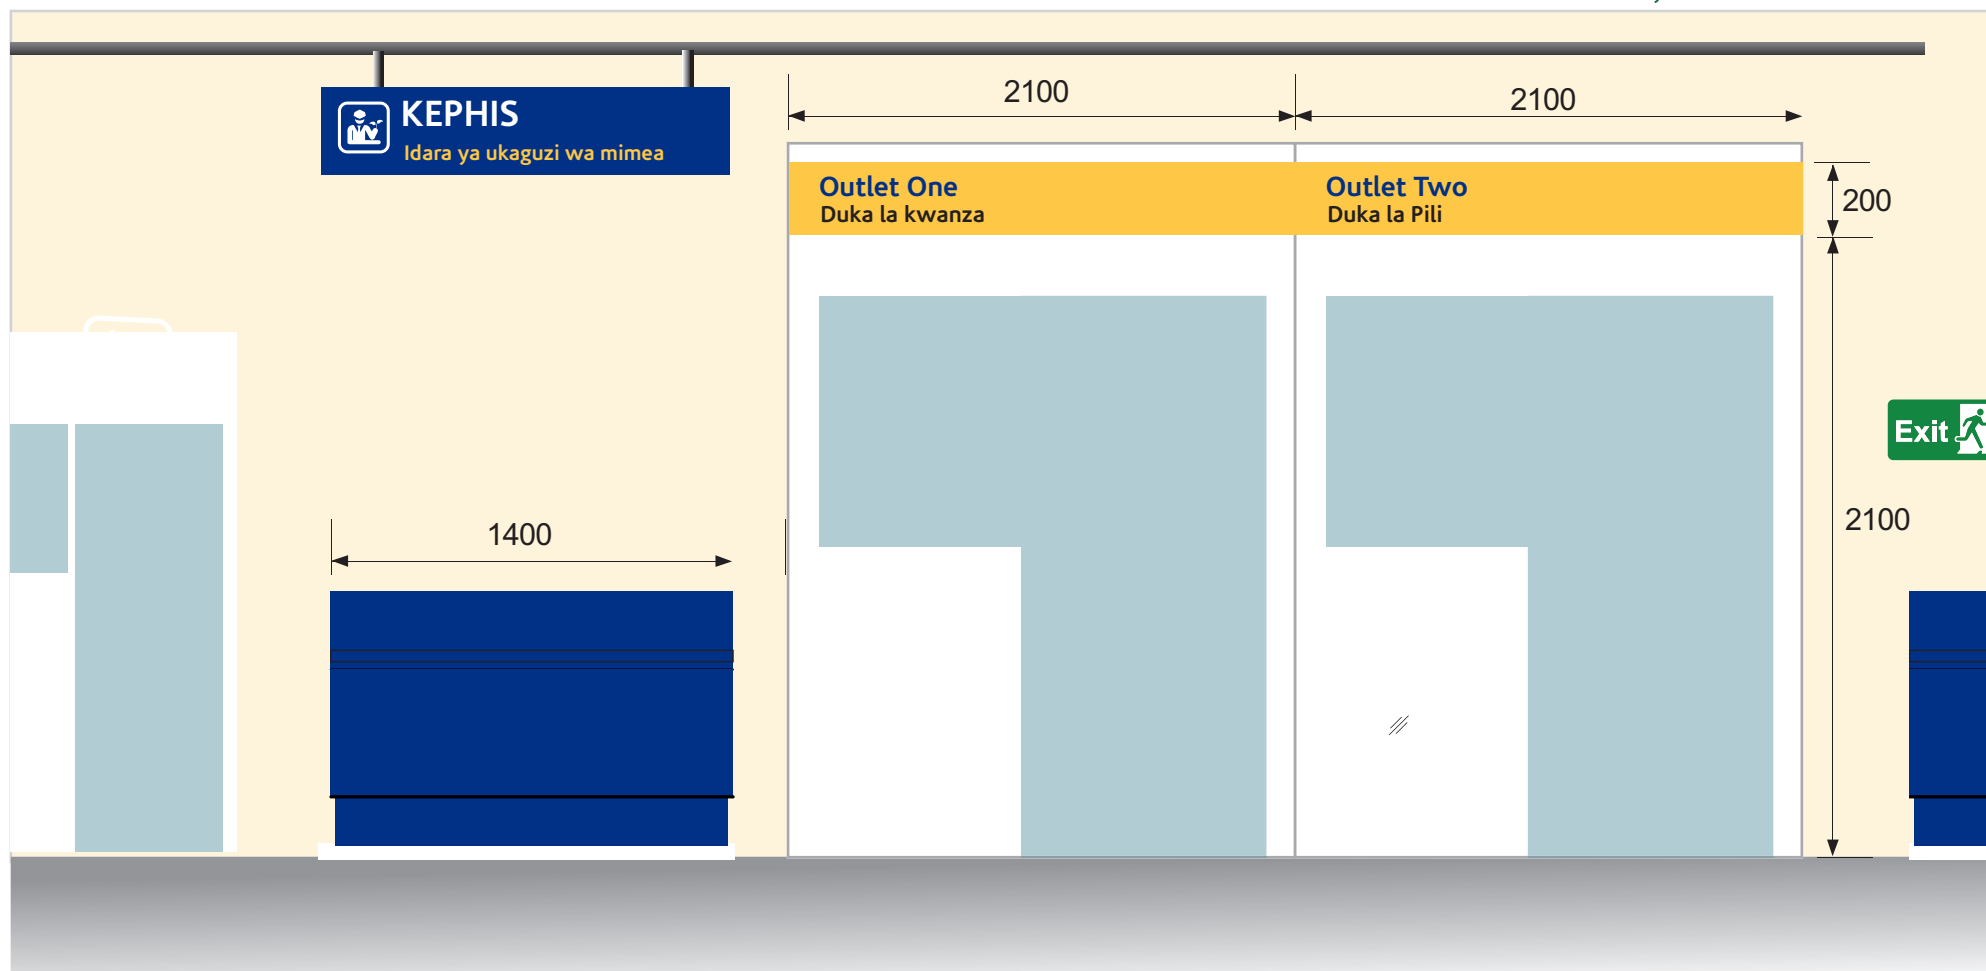 KEPHIS
Idara ya ukaguzi wa mimea
2100
2100
Outlet One
Duka la kwanza
Outlet Two
Duka la Pili
200
Exit
2100
1400